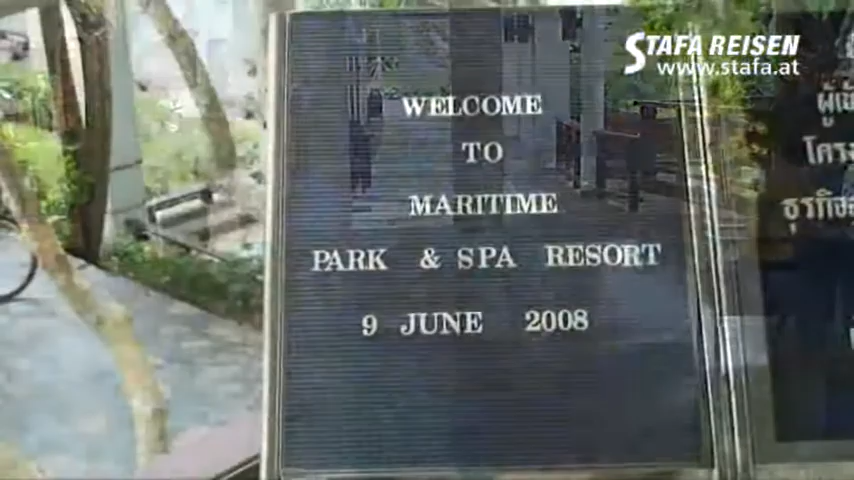 STAFA REISEN
www.stafa.at
WELCOME
TO
MARITIME
PARK & SPA RESORT
9 JUNE 2008